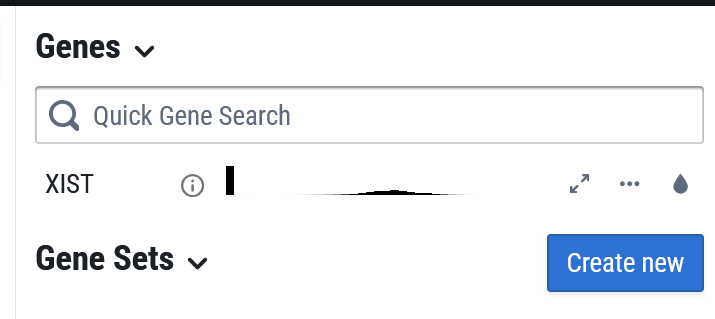 Genes
Quick Gene Search
XIST
Gene Sets
Create new